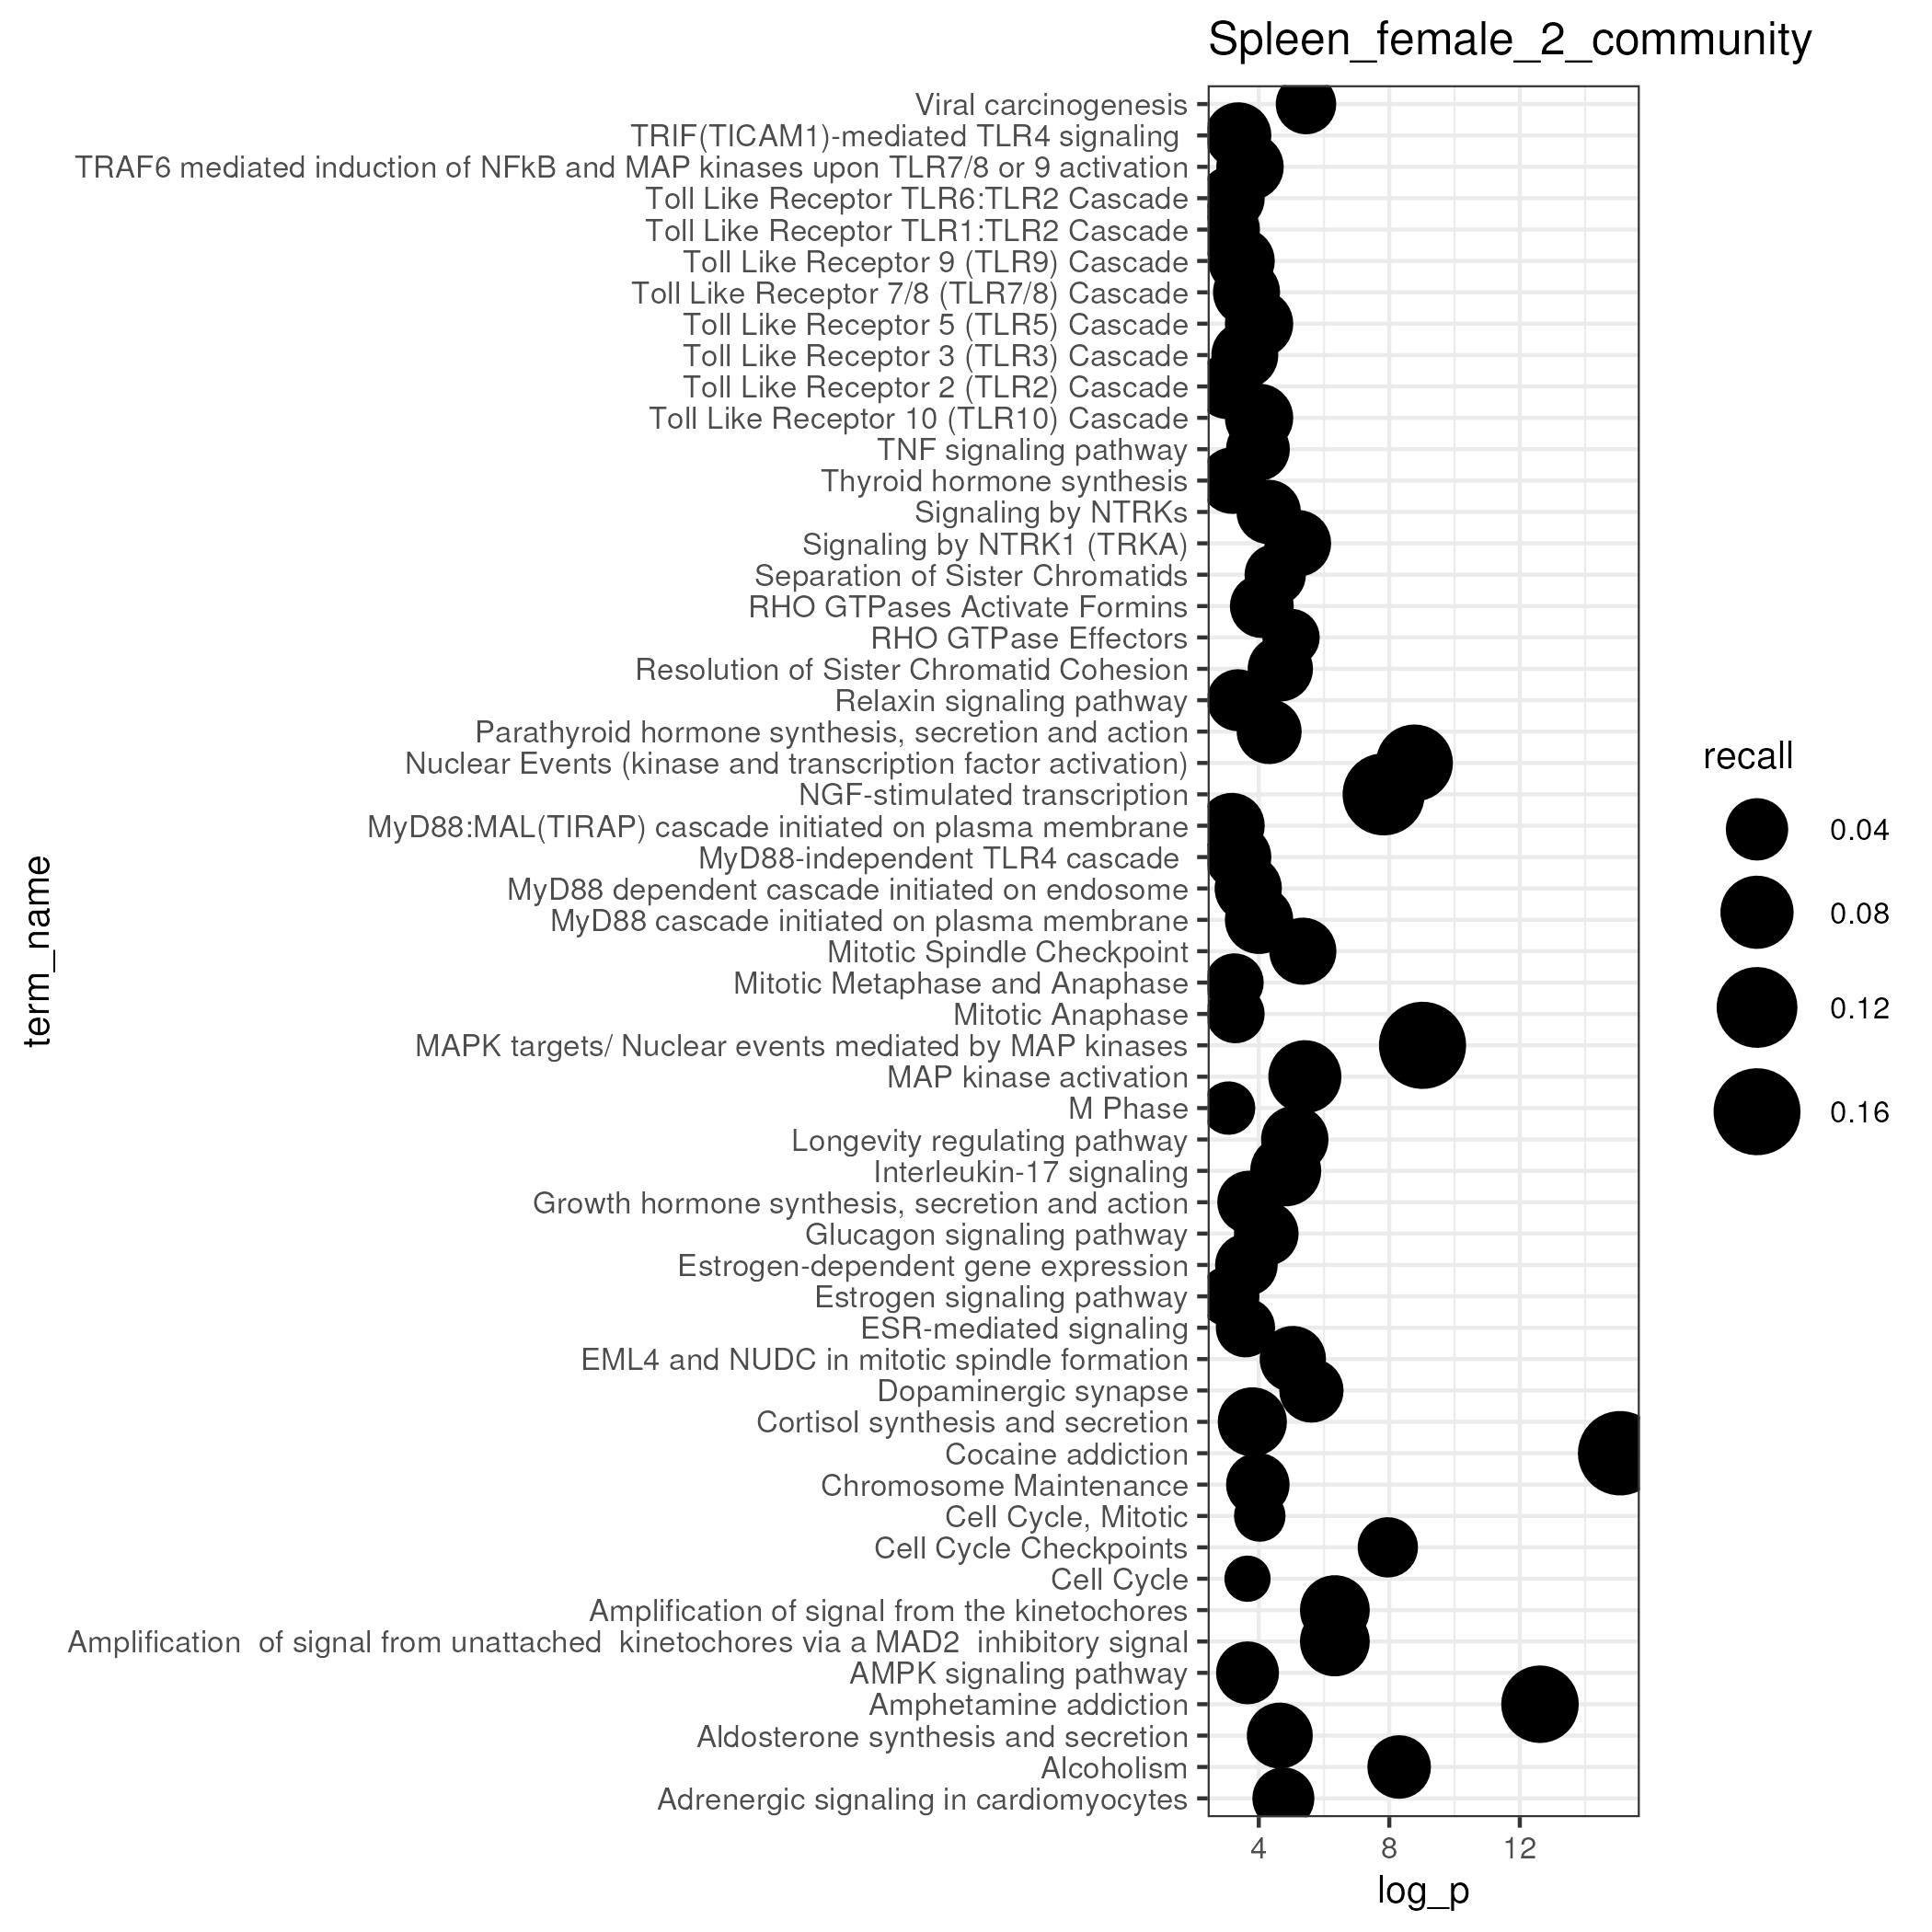 Spleen_female_2_community
Viral carcinogenesis
TRIF(TICAM1)-mediated TLR4 signaling
TRAF6 mediated induction of NFkB and MAP kinases upon TLR7/8 or 9 activation
Toll Like Receptor TLR6:TLR2 Cascade
Toll Like Receptor TLR1:TLR2 Cascade
Toll Like Receptor 9 (TLR9) Cascade
Toll Like Receptor 7/8 (TLR7/8) Cascade
Toll Like Receptor 5 (TLR5) Cascade
Toll Like Receptor 3 (TLR3) Cascade
Toll Like Receptor 2 (TLR2) Cascade
Toll Like Receptor 10 (TLR10) Cascade
TNF signaling pathway
Thyroid hormone synthesis
Signaling by NTRKs
Signaling by NTRK1 (TRKA)
Separation of Sister Chromatids
RHO GTPases Activate Formins
RHO GTPase Effectors
Resolution of Sister Chromatid Cohesion
Relaxin signaling pathway
Parathyroid hormone synthesis, secretion and action
Nuclear Events (kinase and transcription factor activation)
NGF-stimulated transcription
MyD88:MAL(TIRAP) cascade initiated on plasma membrane
MyD88-independent TLR4 cascade
MyD88 dependent cascade initiated on endosome
MyD88 cascade initiated on plasma membrane
Mitotic Spindle Checkpoint
Mitotic Metaphase and Anaphase
Mitotic Anaphase
MAPK targets/ Nuclear events mediated by MAP kinases
MAP kinase activation
M Phase
Longevity regulating pathway
Interleukin-17 signaling
Growth hormone synthesis, secretion and action
Glucagon signaling pathway
Estrogen-dependent gene expression
Estrogen signaling pathway
ESR-mediated signaling
EML4 and NUDC in mitotic spindle formation
Dopaminergic synapse
Cortisol synthesis and secretion
Cocaine addiction
Chromosome Maintenance
Cell Cycle, Mitotic
Cell Cycle Checkpoints
Cell Cycle
Amplification of signal from the kinetochores
Amplification  of signal from unattached  kinetochores via a MAD2  inhibitory signal
AMPK signaling pathway
Amphetamine addiction
Aldosterone synthesis and secretion
Alcoholism
Adrenergic signaling in cardiomyocytes
4 8 12
log_p
term_name
recall
0.04
0.08
0.12
0.16